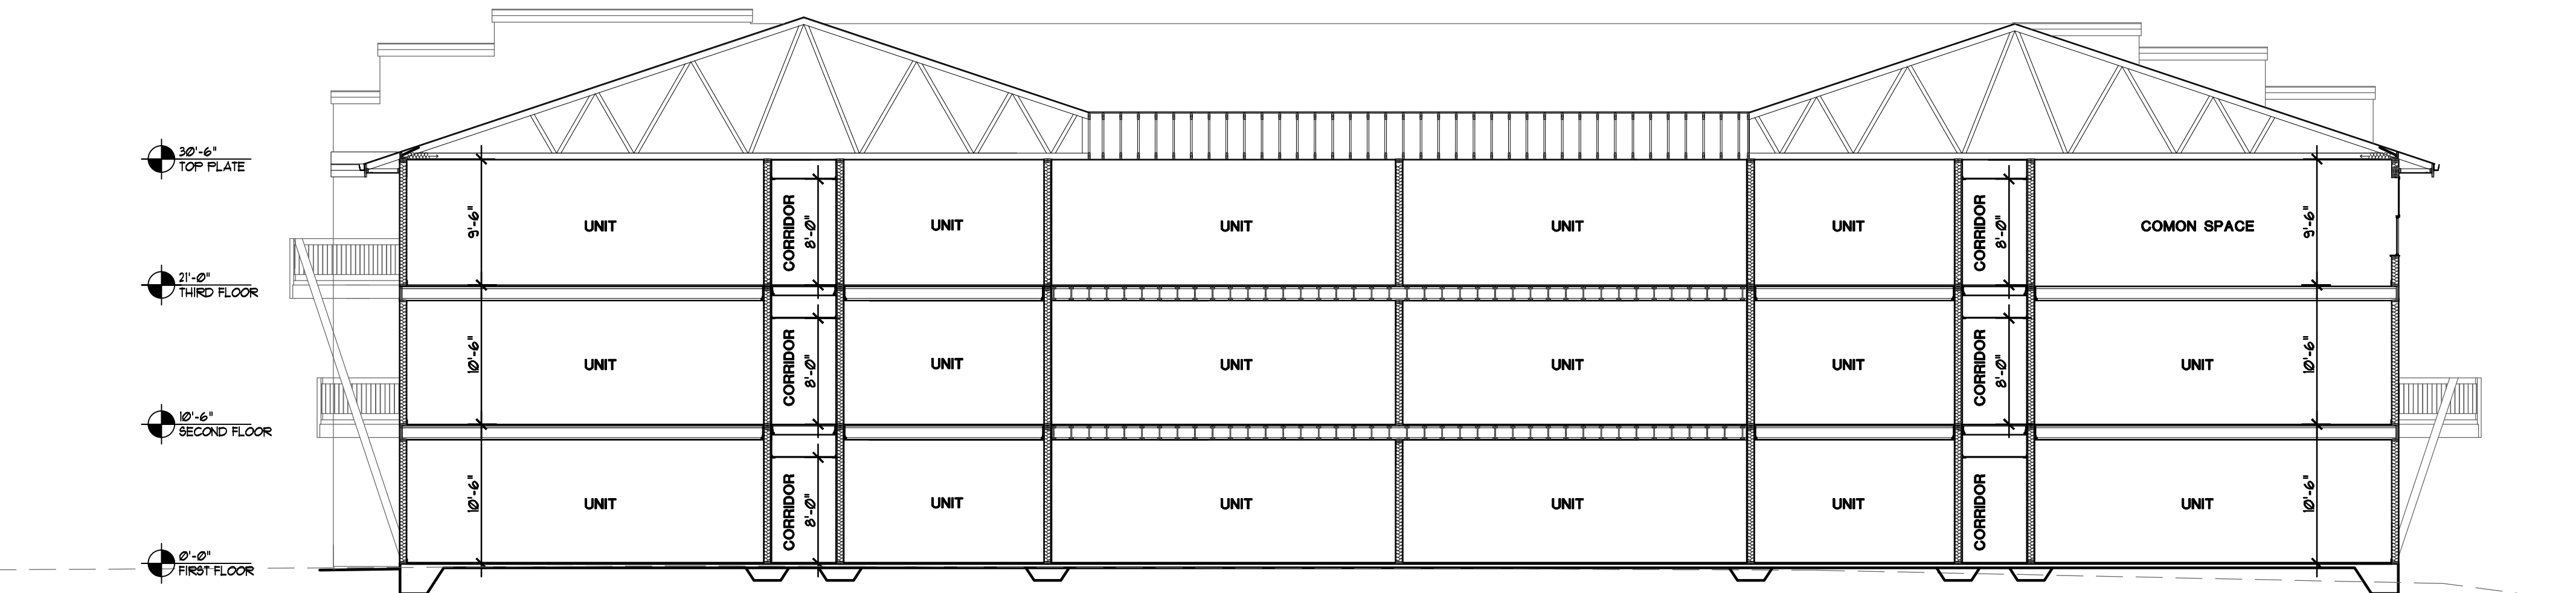 30'-6"
TOP PLATE
9'-6"
UNIT
CORRIDOR
8'-0"
UNIT
UNIT
UNIT
UNIT
CORRIDOR
8'-0"
COMON SPACE
9'-6"
21'-0"
THIRD FLOOR
10'-6"
UNIT
CORRIDOR
8'-0"
UNIT
UNIT
UNIT
UNIT
CORRIDOR
8'-0"
UNIT
10'-6"
10'-6"
SECOND FLOOR
10'-6"
UNIT
CORRIDOR
8'-0"
UNIT
UNIT
UNIT
UNIT
CORRIDOR
UNIT
10'-6"
0'-0"
FIRST FLOOR